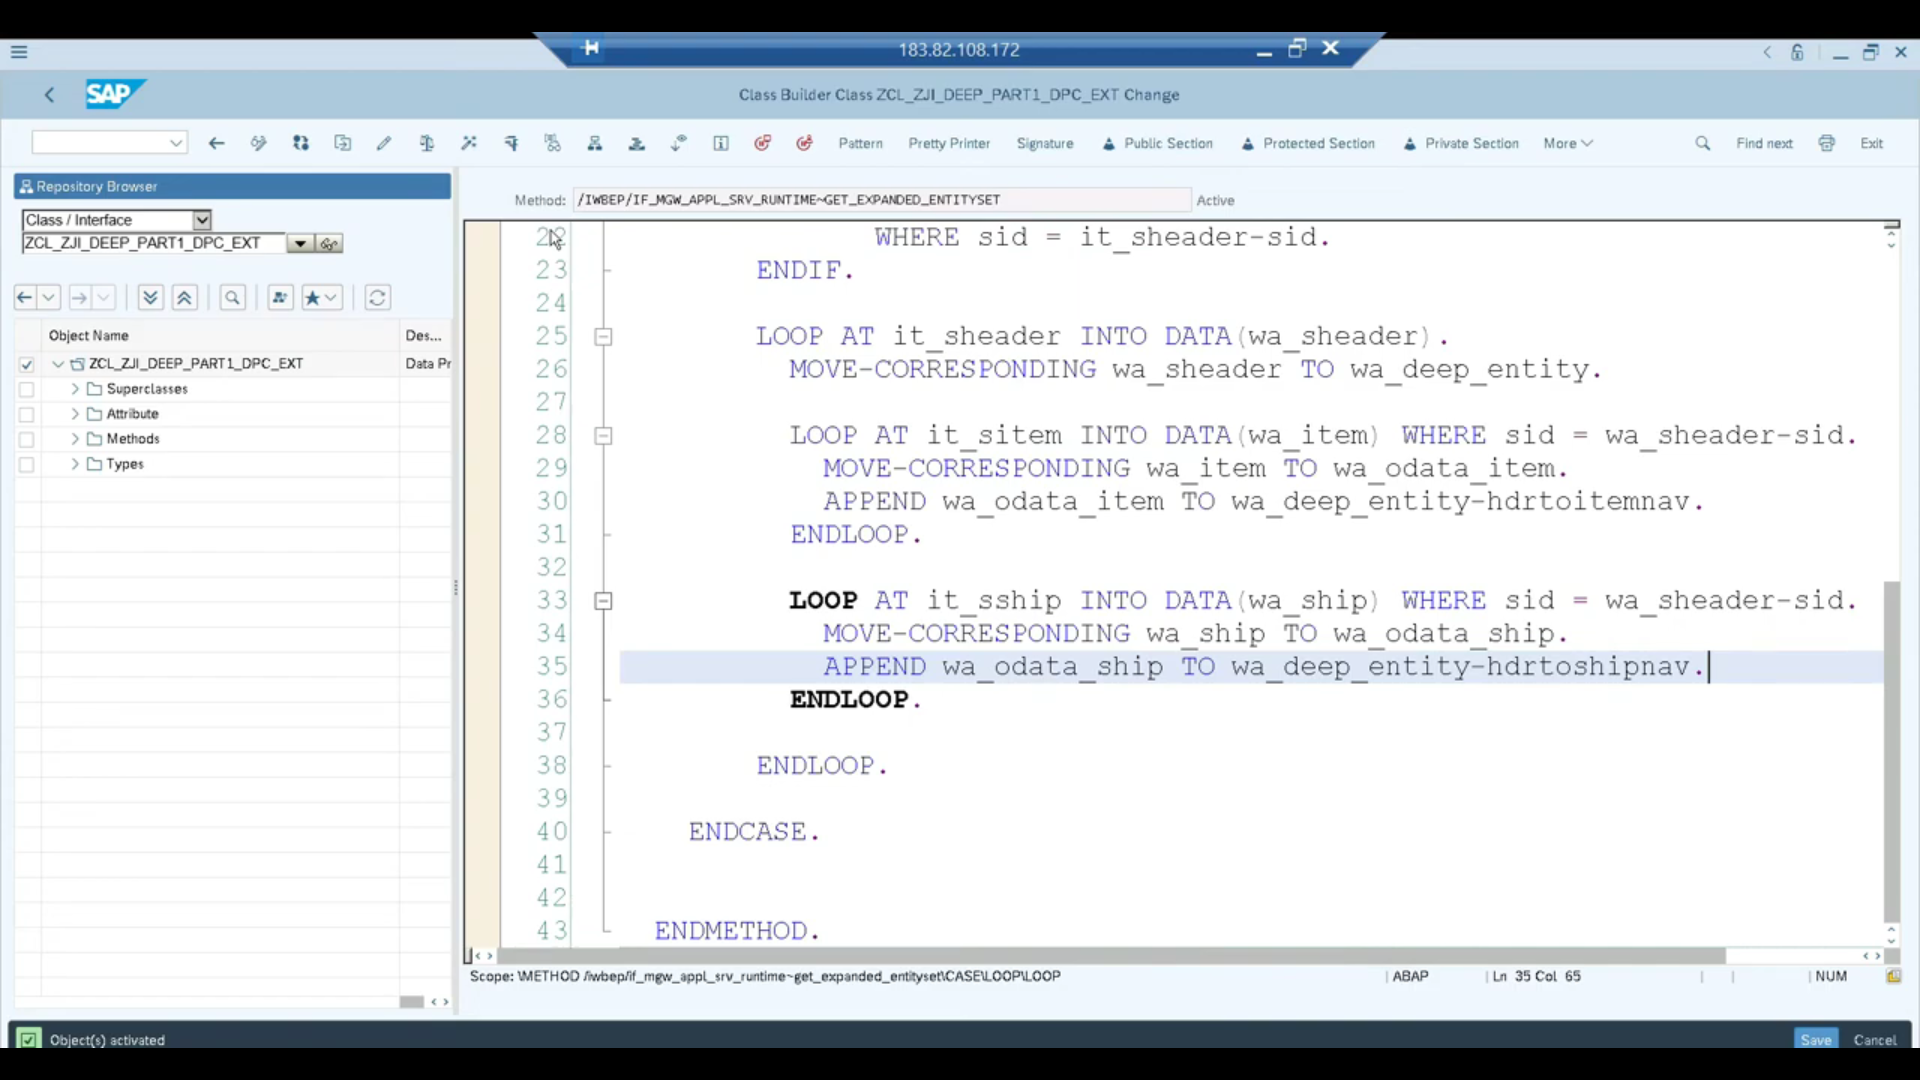 183.82.108.172
SAP
Class Builder Class ZCL_ZJI_DEEP_PART1_DPC_EXT Change
Pattern
Pretty Printer
Signature
Public Section
Protected Section
Private Section
More
Find next
Exit
Repository Browser
Class / Interface
ZCL_ZJI_DEEP_PART1_DPC_EXT
Object Name
Des...
ZCL_ZJI_DEEP_PART1_DPC_EXT
Data Pr
Superclasses
Attribute
Methods
Types
Method: /IWBEP/IF_MGW_APPL_SRV_RUNTIME~GET_EXPANDED_ENTITYSET
Active
22 WHERE sid = it_sheader-sid.
23 ENDIF.
24
25 LOOP AT it_sheader INTO DATA(wa_sheader).
26 MOVE-CORRESPONDING wa_sheader TO wa_deep_entity.
27
28 LOOP AT it_sitem INTO DATA(wa_item) WHERE sid = wa_sheader-sid.
29 MOVE-CORRESPONDING wa_item TO wa_odata_item.
30 APPEND wa_odata_item TO wa_deep_entity-hdrtoitemnav.
31 ENDLOOP.
32
33 LOOP AT it_sship INTO DATA(wa_ship) WHERE sid = wa_sheader-sid.
34 MOVE-CORRESPONDING wa_ship TO wa_odata_ship.
35 APPEND wa_odata_ship TO wa_deep_entity-hdrtoshipnav.
36 ENDLOOP.
37
38 ENDLOOP.
39
40 ENDCASE.
41
42
43 ENDMETHOD.
Scope: \METHOD /iwbep/if_mgw_appl_srv_runtime~get_expanded_entityset\CASE\LOOP\LOOP
ABAP
Ln 35 Col 65
NUM
Object(s) activated
Save
Cancel